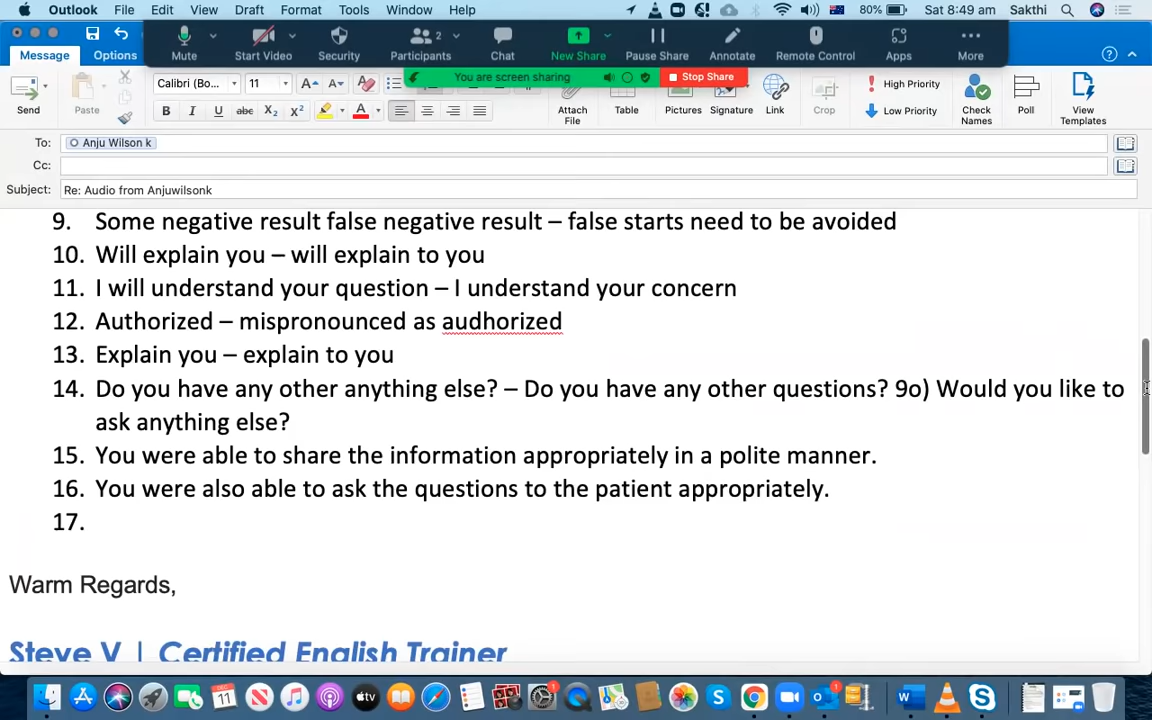 Outlook File Edit View Draft Format Tools Window Help 80% Sat 8:49 am Sakthi
Mute Start Video Security Participants 2 Chat New Share Pause Share Annotate Remote Control Apps More
Message Options
You are screen sharing Stop Share
Send Paste Calibri (Bo... 11 A A B I U abc X2 X2 A Attach File Table Pictures Signature Link Crop High Priority Low Priority Check Names Poll View Templates
To: Anju Wilson k
Cc:
Subject: Re: Audio from Anjuwilsonk
9. Some negative result false negative result – false starts need to be avoided
10. Will explain you – will explain to you
11. I will understand your question – I understand your concern
12. Authorized – mispronounced as audhorized
13. Explain you – explain to you
14. Do you have any other anything else? – Do you have any other questions? 9o) Would you like to
ask anything else?
15. You were able to share the information appropriately in a polite manner.
16. You were also able to ask the questions to the patient appropriately.
17.
Warm Regards,
Steve V | Certified English Trainer